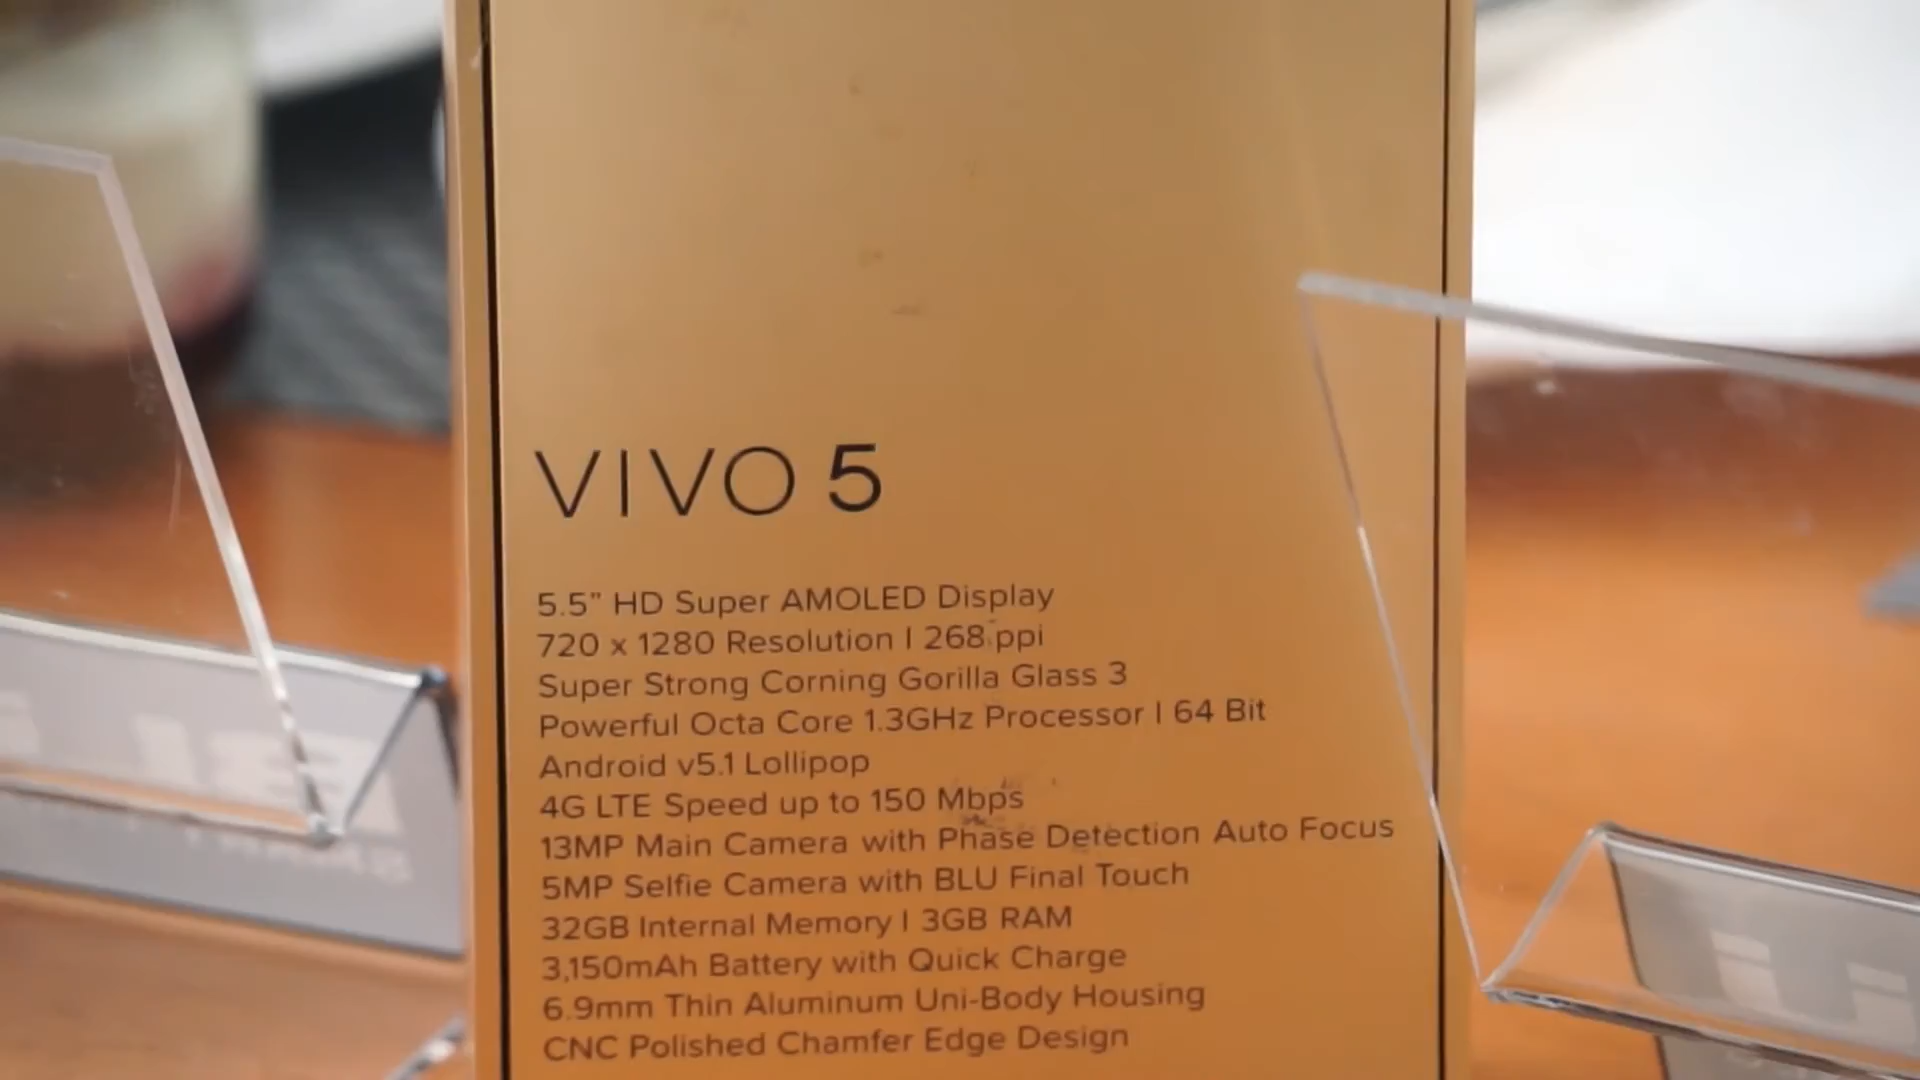 VIVO 5
5.5" HD Super AMOLED Display
720 x 1280 Resolution | 268 ppi
Super Strong Corning Gorilla Glass 3
Powerful Octa Core 1.3GHz Processor | 64 Bit
Android v5.1 Lollipop
4G LTE Speed up to 150 Mbps
13MP Main Camera with Phase Detection Auto Focus
5MP Selfie Camera with BLU Final Touch
32GB Internal Memory | 3GB RAM
3,150mAh Battery with Quick Charge
6.9mm Thin Aluminum Uni-Body Housing
CNC Polished Chamfer Edge Design